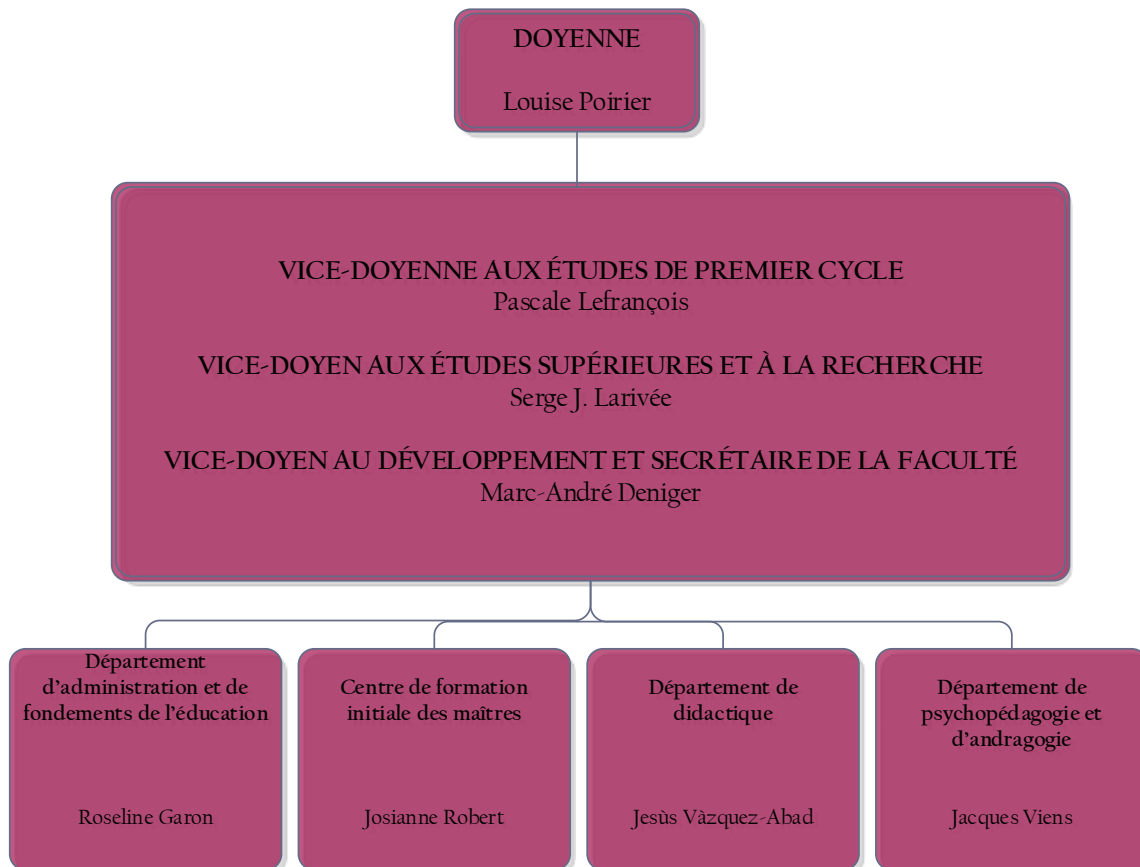 DOYENNE
Louise Poirier
VICE-DOYENNE AUX ÉTUDES DE PREMIER CYCLE
Pascale Lefrançois
VICE-DOYEN AUX ÉTUDES SUPÉRIEURES ET À LA RECHERCHE
Serge J. Larivée
VICE-DOYEN AU DÉVELOPPEMENT ET SECRÉTAIRE DE LA FACULTÉ
Marc-André Deniger
Département
d'administration et de
fondements de l'éducation
Roseline Garon
Centre de formation
initiale des maîtres
Josianne Robert
Département de
didactique
Jesùs Vàzquez-Abad
Département de
psychopédagogie et
d'andragogie
Jacques Viens